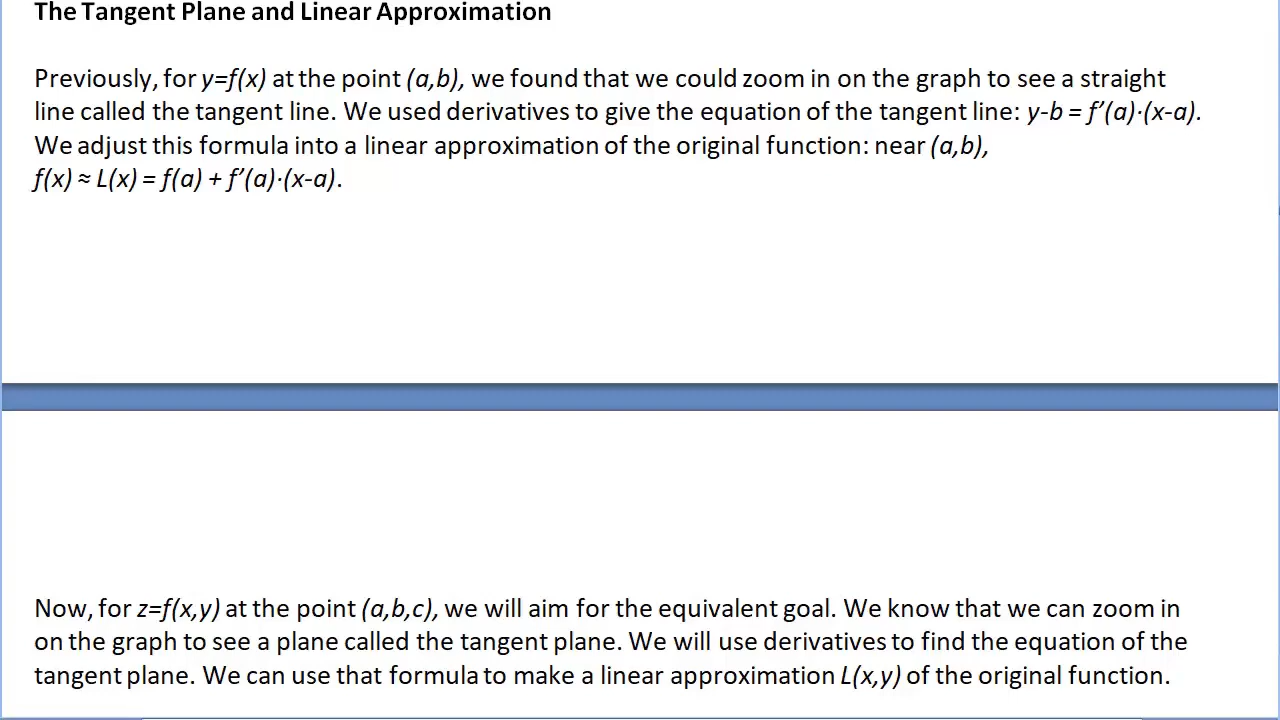 The Tangent Plane and Linear Approximation
Previously, for y=f(x) at the point (a,b), we found that we could zoom in on the graph to see a straight
line called the tangent line. We used derivatives to give the equation of the tangent line: y-b = f’(a)·(x-a).
We adjust this formula into a linear approximation of the original function: near (a,b),
f(x) ≈ L(x) = f(a) + f’(a)·(x-a).
Now, for z=f(x,y) at the point (a,b,c), we will aim for the equivalent goal. We know that we can zoom in
on the graph to see a plane called the tangent plane. We will use derivatives to find the equation of the
tangent plane. We can use that formula to make a linear approximation L(x,y) of the original function.